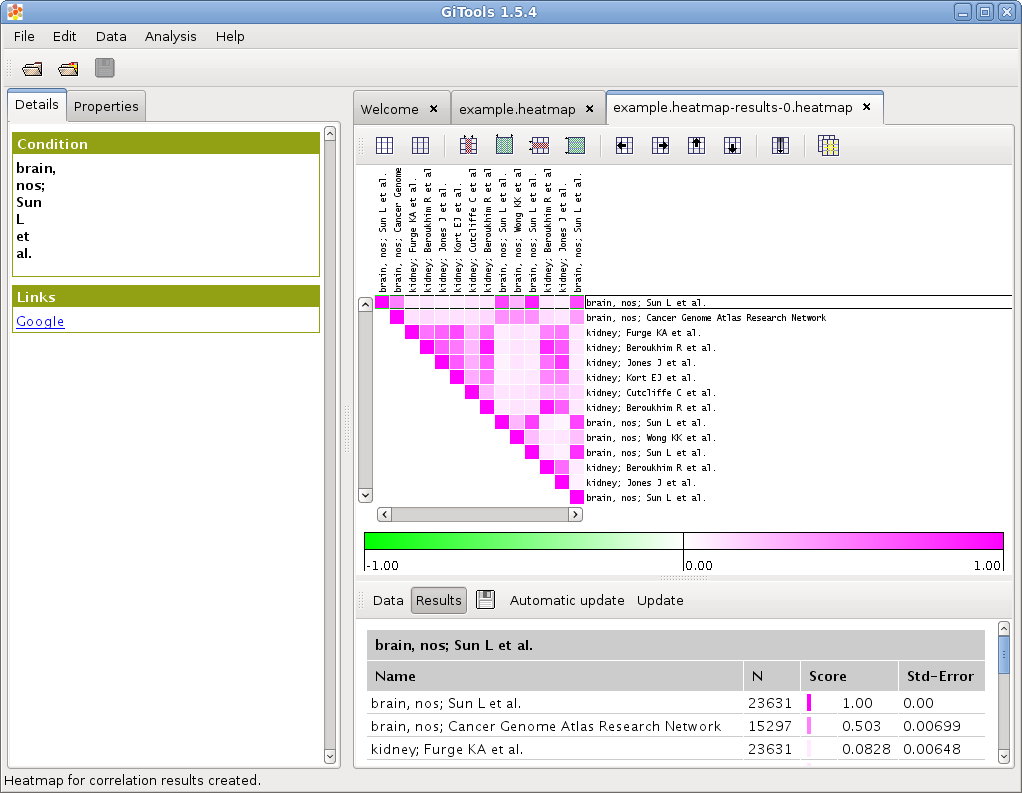 GiTools 1.5.4
File Edit Data Analysis Help
Details Properties
Condition
brain,
nos;
Sun
L
et
al.
Links
Google
Welcome example.heatmap example.heatmap-results-0.heatmap
brain, nos; Sun L et al.
brain, nos; Cancer Genome
kidney; Furge KA et al.
kidney; Beroukhim R et al
kidney; Jones J et al.
kidney; Kort EJ et al.
kidney; Cutcliffe C et al
kidney; Beroukhim R et al
brain, nos; Sun L et al.
brain, nos; Wong KK et al
brain, nos; Sun L et al.
kidney; Beroukhim R et al
kidney; Jones J et al.
brain, nos; Sun L et al.
brain, nos; Sun L et al.
brain, nos; Cancer Genome Atlas Research Network
kidney; Furge KA et al.
kidney; Beroukhim R et al.
kidney; Jones J et al.
kidney; Kort EJ et al.
kidney; Cutcliffe C et al.
kidney; Beroukhim R et al.
brain, nos; Sun L et al.
brain, nos; Wong KK et al.
brain, nos; Sun L et al.
kidney; Beroukhim R et al.
kidney; Jones J et al.
brain, nos; Sun L et al.
-1.00 0.00 1.00
Data Results Automatic update Update
brain, nos; Sun L et al.
Name N Score Std-Error
brain, nos; Sun L et al. 23631 1.00 0.00
brain, nos; Cancer Genome Atlas Research Network 15297 0.503 0.00699
kidney; Furge KA et al. 23631 0.0828 0.00648
Heatmap for correlation results created.